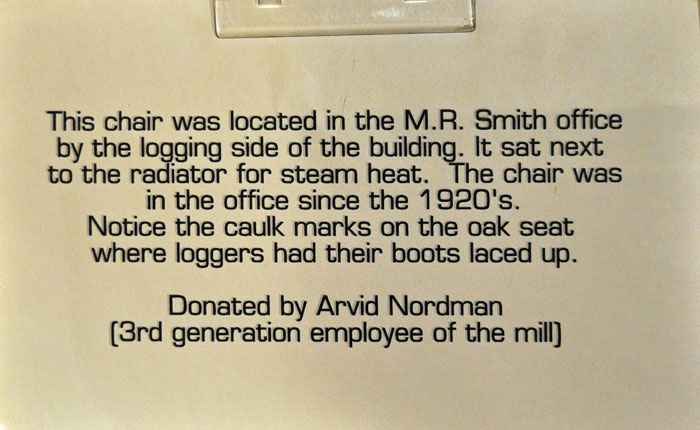 This chair was located in the M.R. Smith office
by the logging side of the building. It sat next
to the radiator for steam heat.  The chair was
in the office since the 1920's.
Notice the caulk marks on the oak seat
where loggers had their boots laced up.
Donated by Arvid Nordman
(3rd generation employee of the mill)